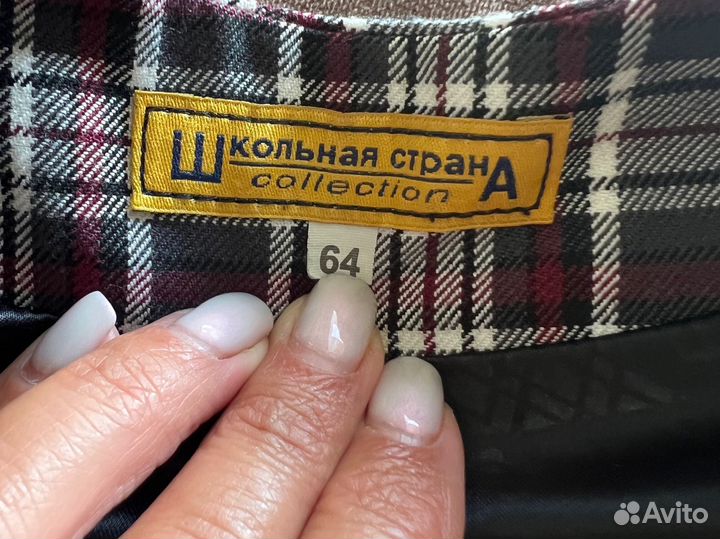 Школьная странА
collection
64
Avito